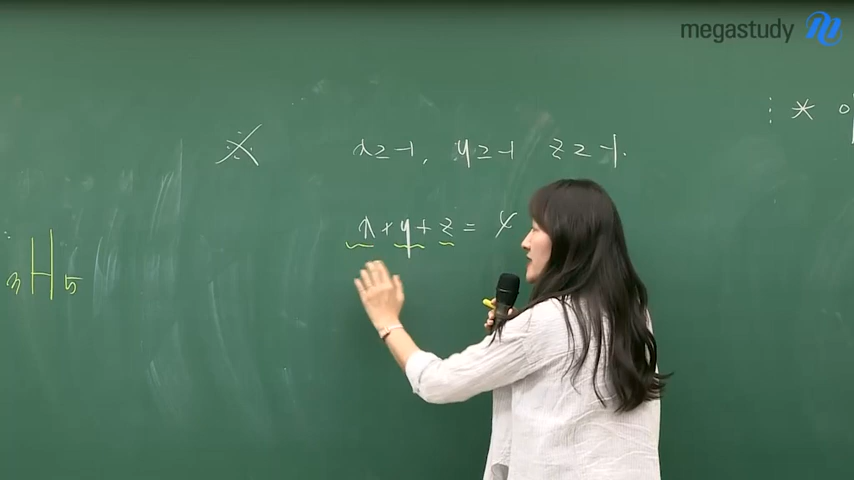 megastudy
⋮ ※
※ x ≥ -1, y ≥ -1 z ≥ -1.
x + y + z = 4
3H5